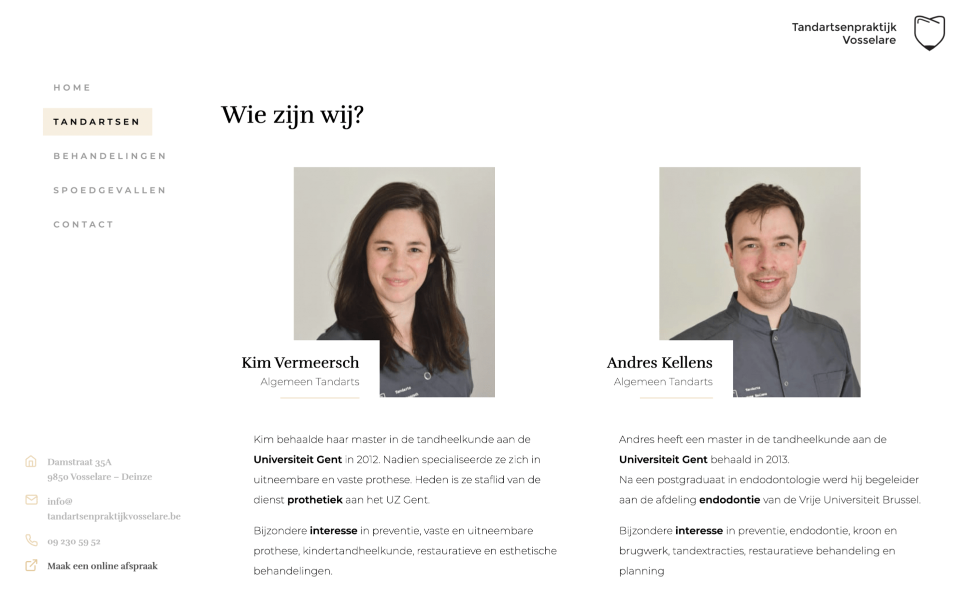 Tandartsenpraktijk
Vosselare
HOME
TANDARTSEN
BEHANDELINGEN
SPOEDGEVALLEN
CONTACT
Wie zijn wij?
Kim Vermeersch
Algemeen Tandarts
Kim behaalde haar master in de tandheelkunde aan de
Universiteit Gent in 2012. Nadien specialiseerde ze zich in
uitneembare en vaste prothese. Heden is ze staflid van de
dienst prothetiek aan het UZ Gent.
Bijzondere interesse in preventie, vaste en uitneembare
prothese, kindertandheelkunde, restauratieve en esthetische
behandelingen.
Andres Kellens
Algemeen Tandarts
Andres heeft een master in de tandheelkunde aan de
Universiteit Gent behaald in 2013.
Na een postgraduaat in endodontologie werd hij begeleider
aan de afdeling endodontie van de Vrije Universiteit Brussel.
Bijzondere interesse in preventie, endodontie, kroon en
brugwerk, tandextracties, restauratieve behandeling en
planning
Damstraat 35A
9850 Vosselare – Deinze
info@
tandartsenpraktijkvosselare.be
09 230 59 52
Maak een online afspraak